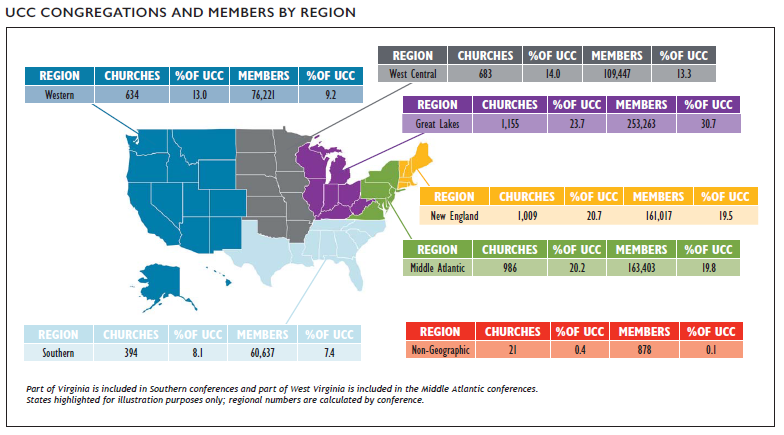 UCC CONGREGATIONS AND MEMBERS BY REGION
REGION CHURCHES %OF UCC MEMBERS %OF UCC
West Central 683 14.0 109,447 13.3
REGION CHURCHES %OF UCC MEMBERS %OF UCC
Western 634 13.0 76,221 9.2
REGION CHURCHES %OF UCC MEMBERS %OF UCC
Great Lakes 1,155 23.7 253,263 30.7
REGION CHURCHES %OF UCC MEMBERS %OF UCC
New England 1,009 20.7 161,017 19.5
REGION CHURCHES %OF UCC MEMBERS %OF UCC
Middle Atlantic 986 20.2 163,403 19.8
REGION CHURCHES %OF UCC MEMBERS %OF UCC
Southern 394 8.1 60,637 7.4
REGION CHURCHES %OF UCC MEMBERS %OF UCC
Non-Geographic 21 0.4 878 0.1
Part of Virginia is included in Southern conferences and part of West Virginia is included in the Middle Atlantic conferences.
States highlighted for illustration purposes only; regional numbers are calculated by conference.